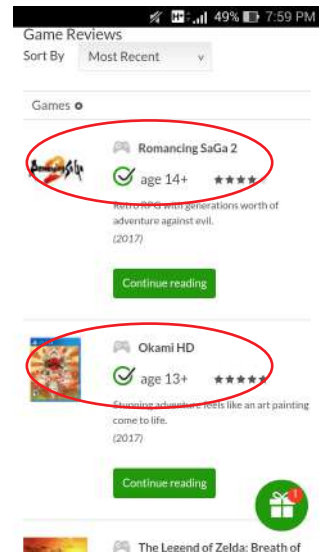 49% 7:59 PM
Game Reviews
Sort By Most Recent v
Games
Romancing SaGa 2
age 14+
Retro RPG with generations worth of
adventure against evil.
(2017)
Continue reading
Okami HD
age 13+
Stunning adventure feels like an art painting
come to life.
(2017)
Continue reading
1
The Legend of Zelda: Breath of